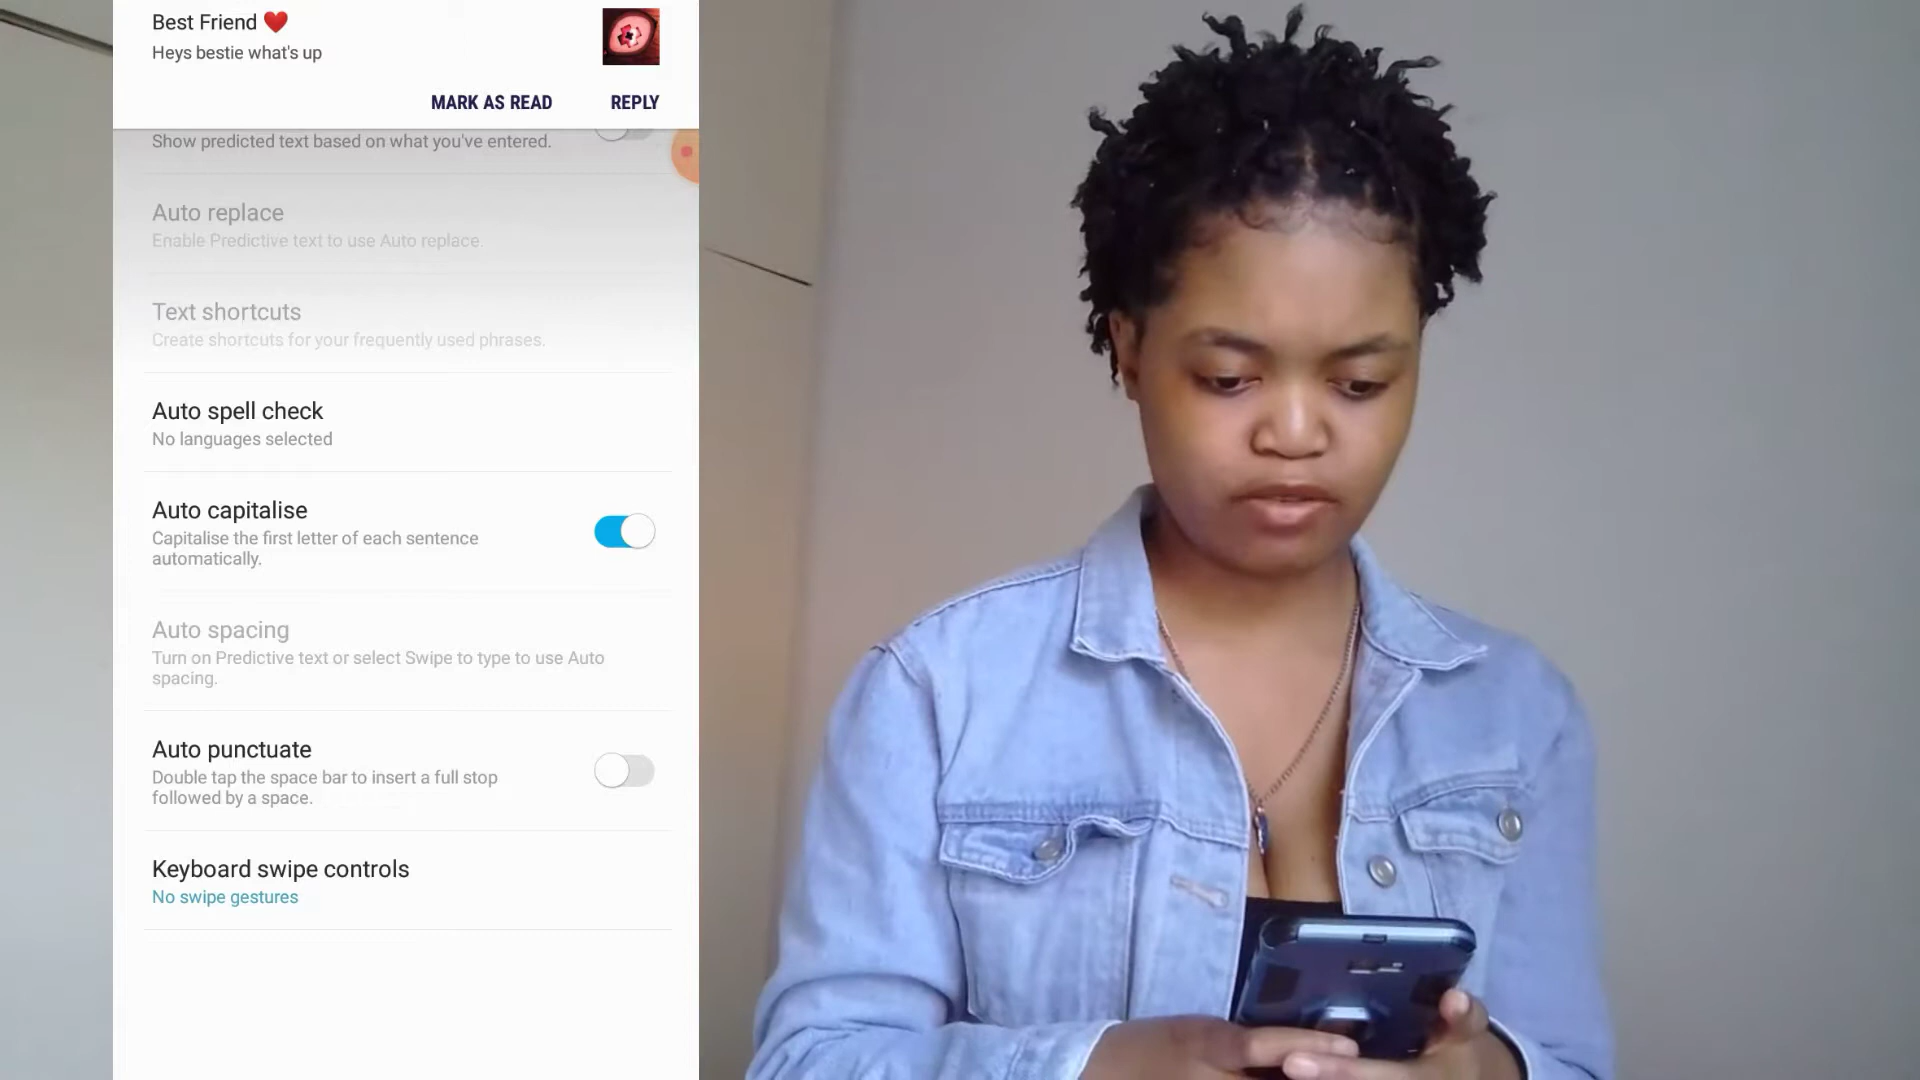 Best Friend ❤️
Heys bestie what's up
MARK AS READ REPLY
Show predicted text based on what you've entered.
Auto replace
Enable Predictive text to use Auto replace.
Text shortcuts
Create shortcuts for your frequently used phrases.
Auto spell check
No languages selected
Auto capitalise
Capitalise the first letter of each sentence
automatically.
Auto spacing
Turn on Predictive text or select Swipe to type to use Auto
spacing.
Auto punctuate
Double tap the space bar to insert a full stop
followed by a space.
Keyboard swipe controls
No swipe gestures